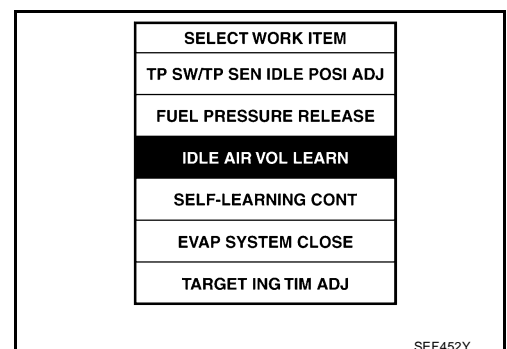 SELECT WORK ITEM
TP SW/TP SEN IDLE POSI ADJ
FUEL PRESSURE RELEASE
IDLE AIR VOL LEARN
SELF-LEARNING CONT
EVAP SYSTEM CLOSE
TARGET ING TIM ADJ
SEF452Y